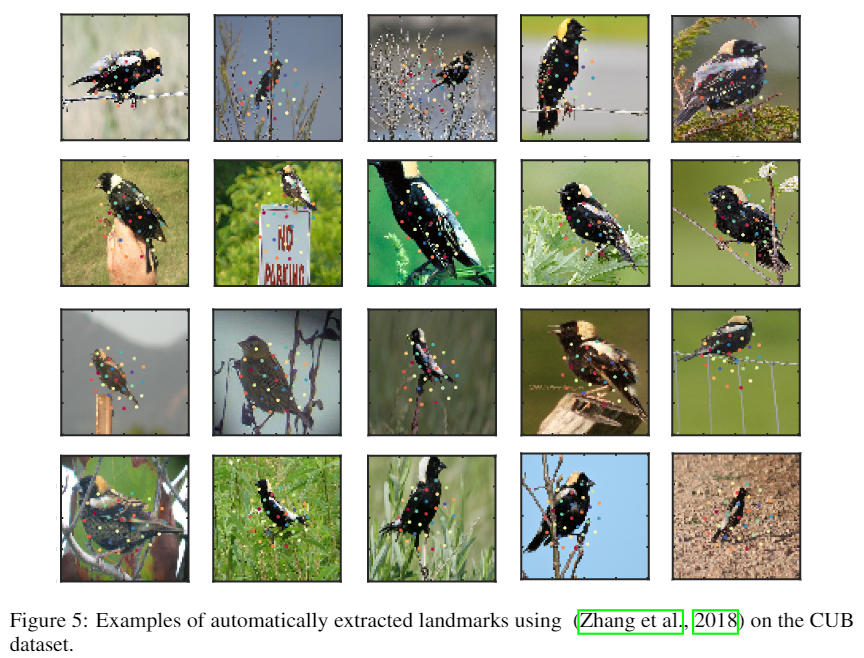 NO
PARKING
Figure 5: Examples of automatically extracted landmarks using (Zhang et al., 2018) on the CUB
dataset.